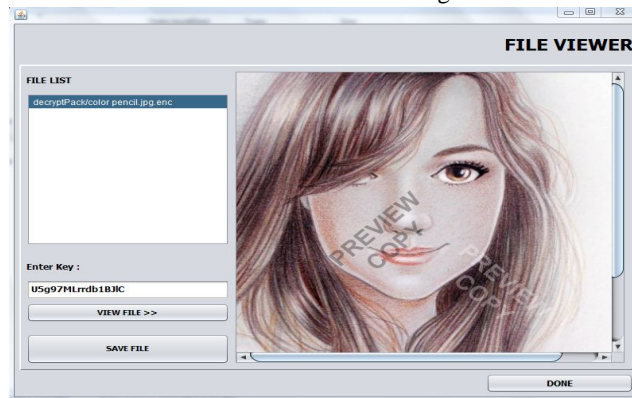 FILE VIEWER
FILE LIST
decryptPack/color pencil.jpg.enc
Enter Key :
USg97MLrrdb1BJlC
VIEW FILE >>
SAVE FILE
PREVIEW
COPY
PREVIEW
COPY
DONE